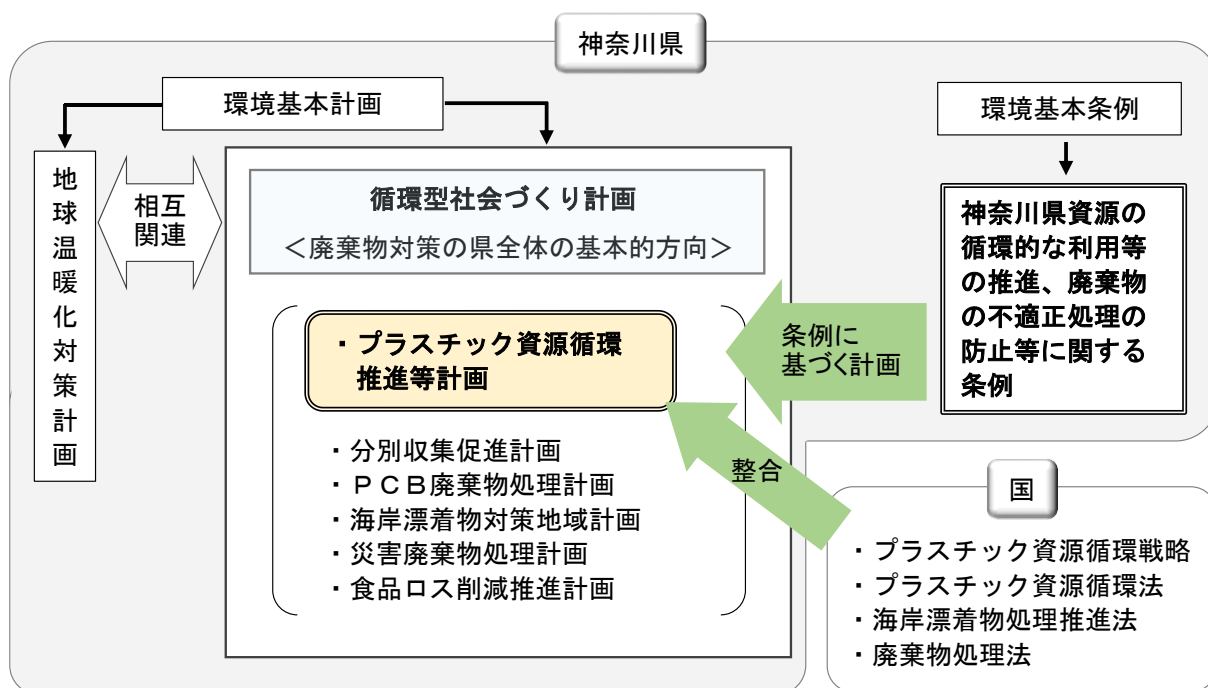 神奈川県
環境基本計画
環境基本条例
地球温暖化対策計画
相互
関連
循環型社会づくり計画
＜廃棄物対策の県全体の基本的方向＞
・プラスチック資源循環
推進等計画
・分別収集促進計画
・ＰＣＢ廃棄物処理計画
・海岸漂着物対策地域計画
・災害廃棄物処理計画
・食品ロス削減推進計画
条例に
基づく計画
神奈川県資源の
循環的な利用等
の推進、廃棄物
の不適正処理の
防止等に関する
条例
整合
国
・プラスチック資源循環戦略
・プラスチック資源循環法
・海岸漂着物処理推進法
・廃棄物処理法